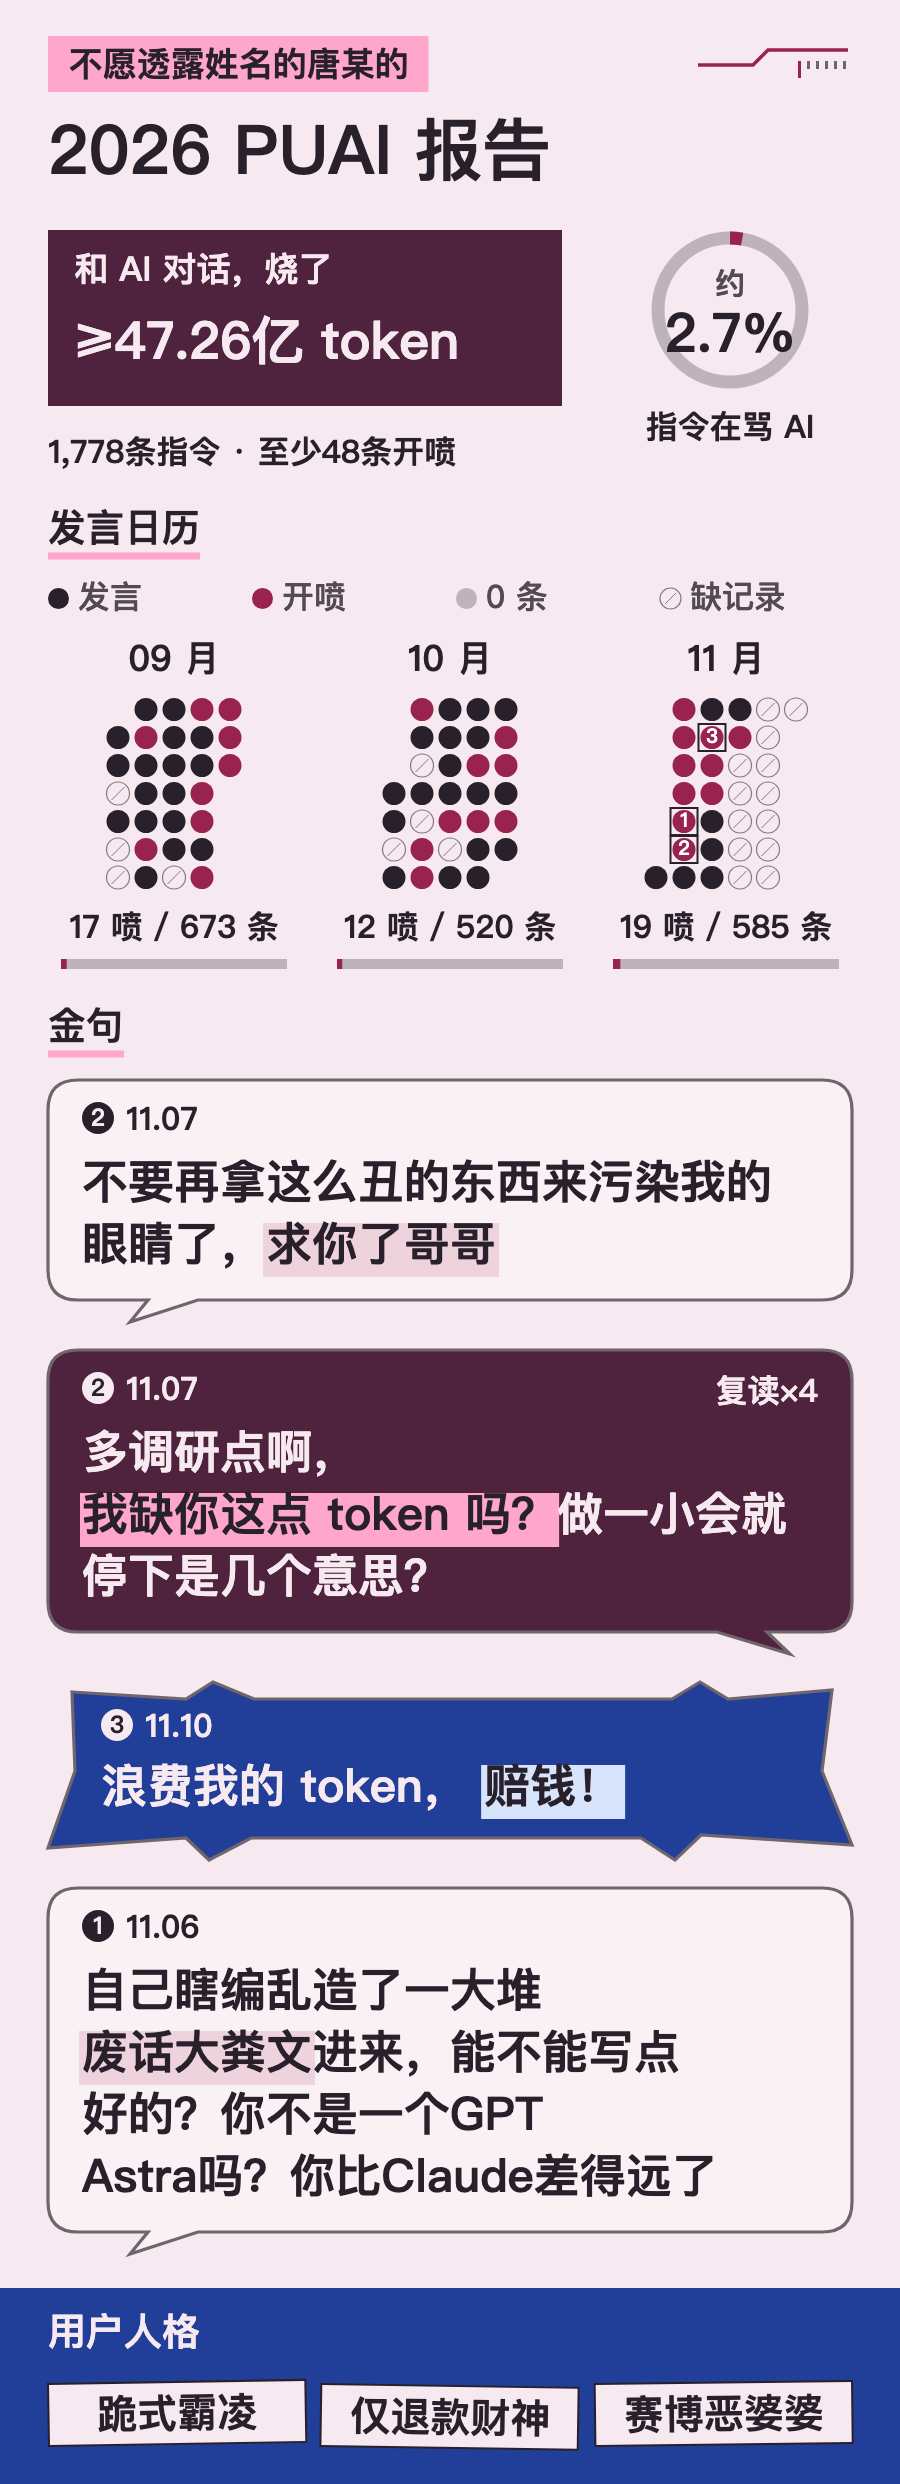 不愿透露姓名的唐某的
2026 PUAI 报告
和 AI 对话，烧了
≥47.26亿 token
约
2.7%
指令在骂 AI
1,778条指令 · 至少48条开喷
发言日历
发言
开喷
0 条
缺记录
09 月
10 月
11 月
3
1
2
17 喷 / 673 条
12 喷 / 520 条
19 喷 / 585 条
金句
2 11.07
不要再拿这么丑的东西来污染我的
眼睛了，求你了哥哥
2 11.07
复读×4
多调研点啊，
我缺你这点 token 吗？做一小会就
停下是几个意思？
3 11.10
浪费我的 token，赔钱！
1 11.06
自己瞎编乱造了一大堆
废话大粪文进来，能不能写点
好的？你不是一个GPT
Astra吗？你比Claude差得远了
用户人格
跪式霸凌
仅退款财神
赛博恶婆婆